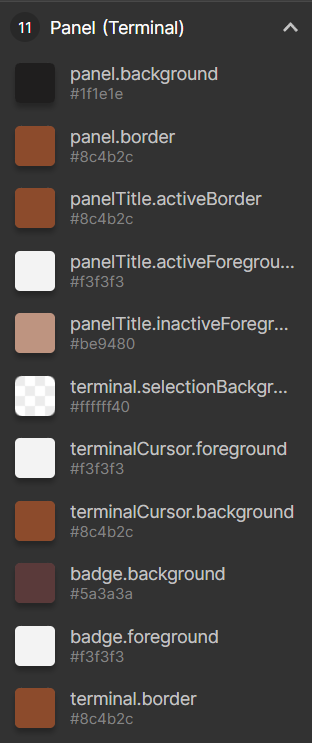 11 Panel (Terminal)
panel.background
#1f1e1e
panel.border
#8c4b2c
panelTitle.activeBorder
#8c4b2c
panelTitle.activeForegrou...
#f3f3f3
panelTitle.inactiveForegr...
#be9480
terminal.selectionBackgr...
#ffffff40
terminalCursor.foreground
#f3f3f3
terminalCursor.background
#8c4b2c
badge.background
#5a3a3a
badge.foreground
#f3f3f3
terminal.border
#8c4b2c